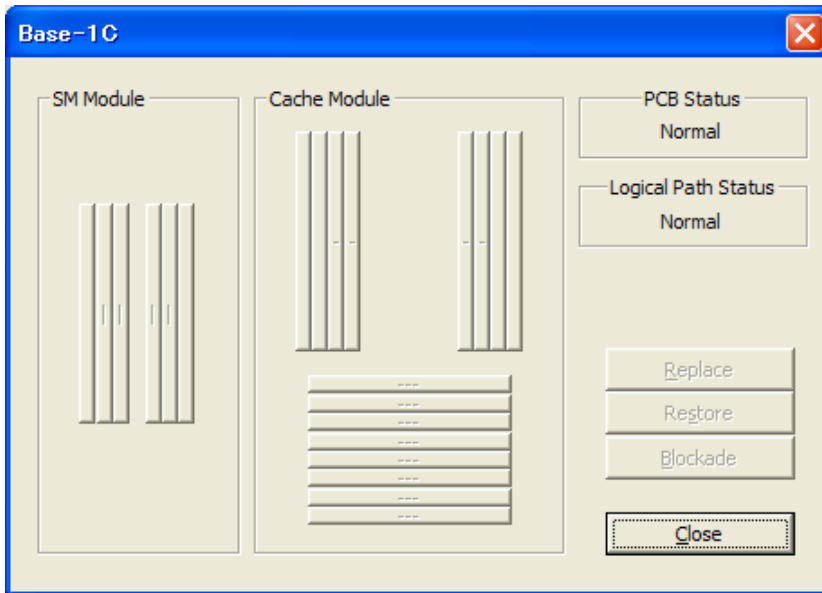 Base-1C
SM Module
Cache Module
PCB Status
Normal
Logical Path Status
Normal
---
---
---
---
---
---
---
---
Replace
Restore
Blockade
Close